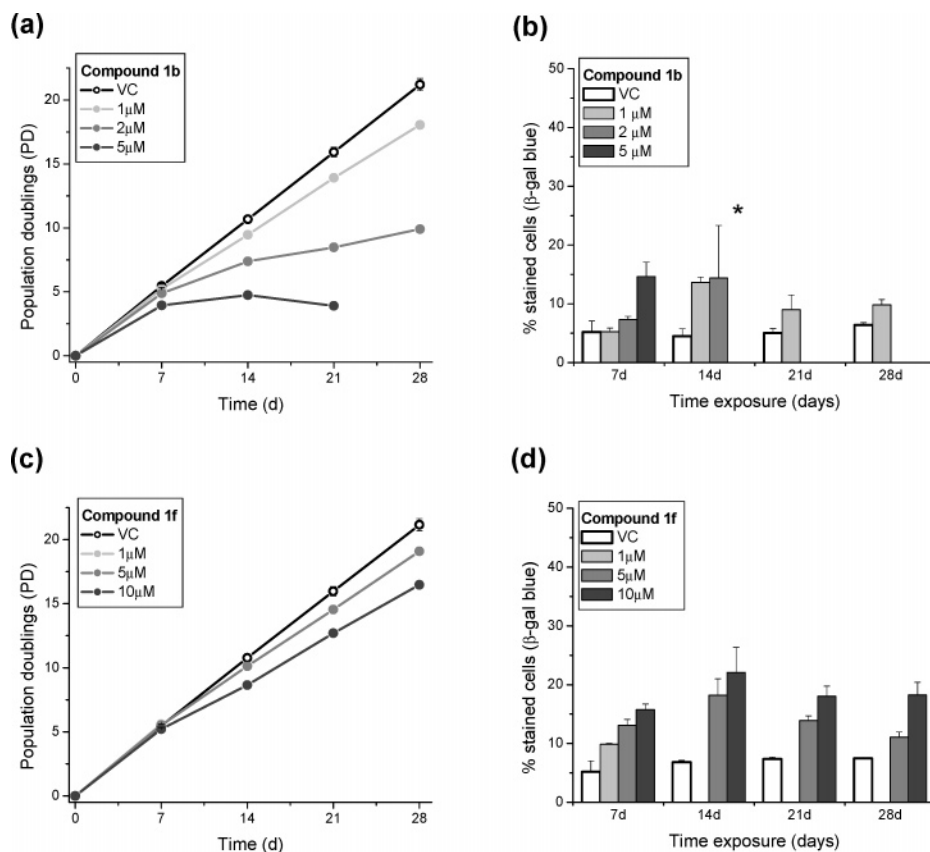 (a)
Compound 1b
VC
1μM
2μM
5μM
Population doublings (PD)
20
15
10
5
0
0 7 14 21 28
Time (d)
(b)
Compound 1b
VC
1 μM
2 μM
5 μM
% stained cells (β-gal blue)
50
40
30
20
10
0
*
7d 14d 21d 28d
Time exposure (days)
(c)
Compound 1f
VC
1μM
5μM
10μM
Population doublings (PD)
20
15
10
5
0
0 7 14 21 28
Time (d)
(d)
Compound 1f
VC
1μM
5μM
10μM
% stained cells (β-gal blue)
50
40
30
20
10
0
7d 14d 21d 28d
Time exposure (days)